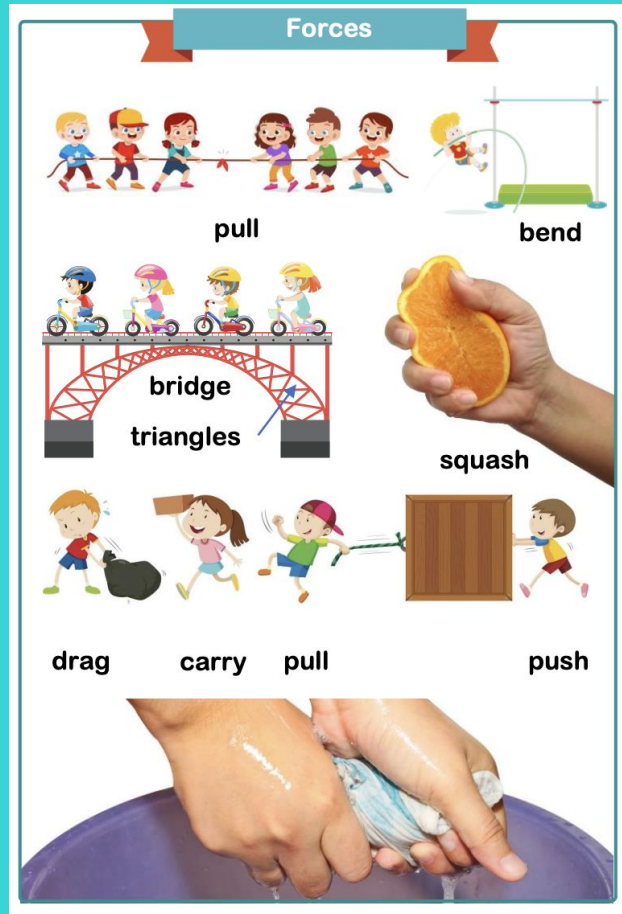 Forces
pull
bend
bridge
triangles
squash
drag carry pull push